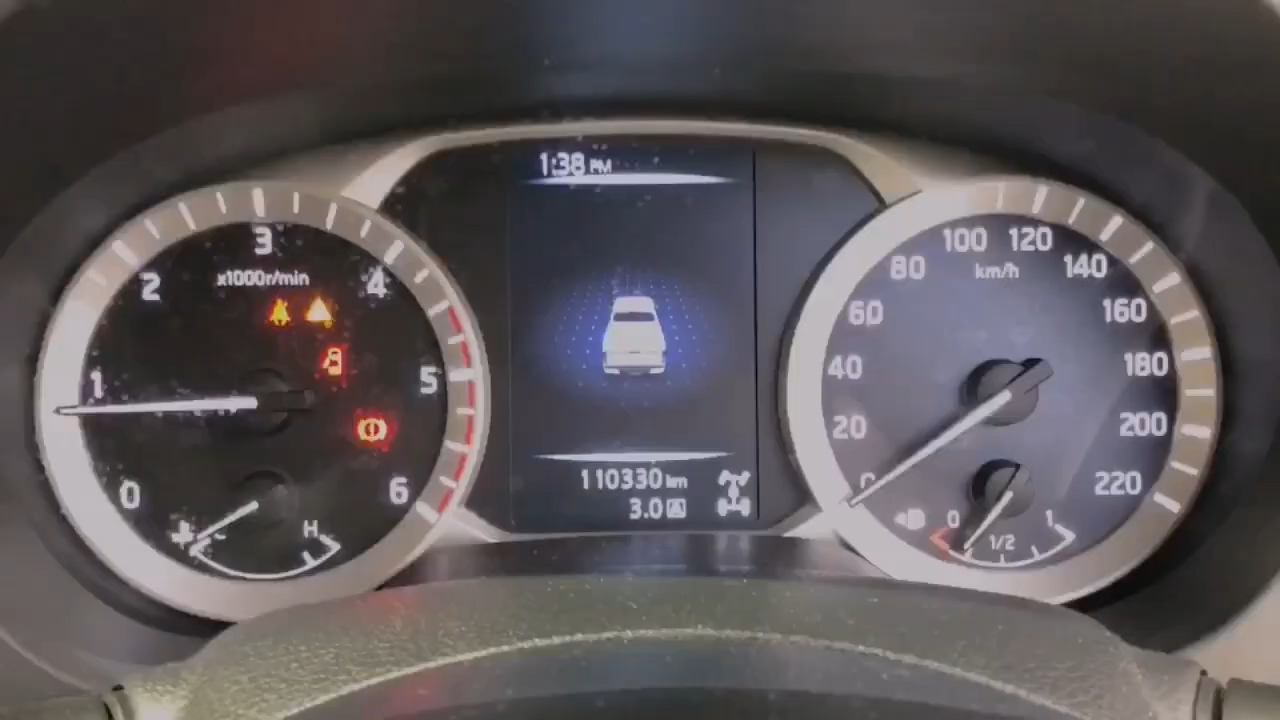 1:38 PM
0 1 2 3 4 5 6
x1000r/min
H
110330 km
3.0 A
0 20 40 60 80 100 120 140 160 180 200 220
km/h
0 1/2 1